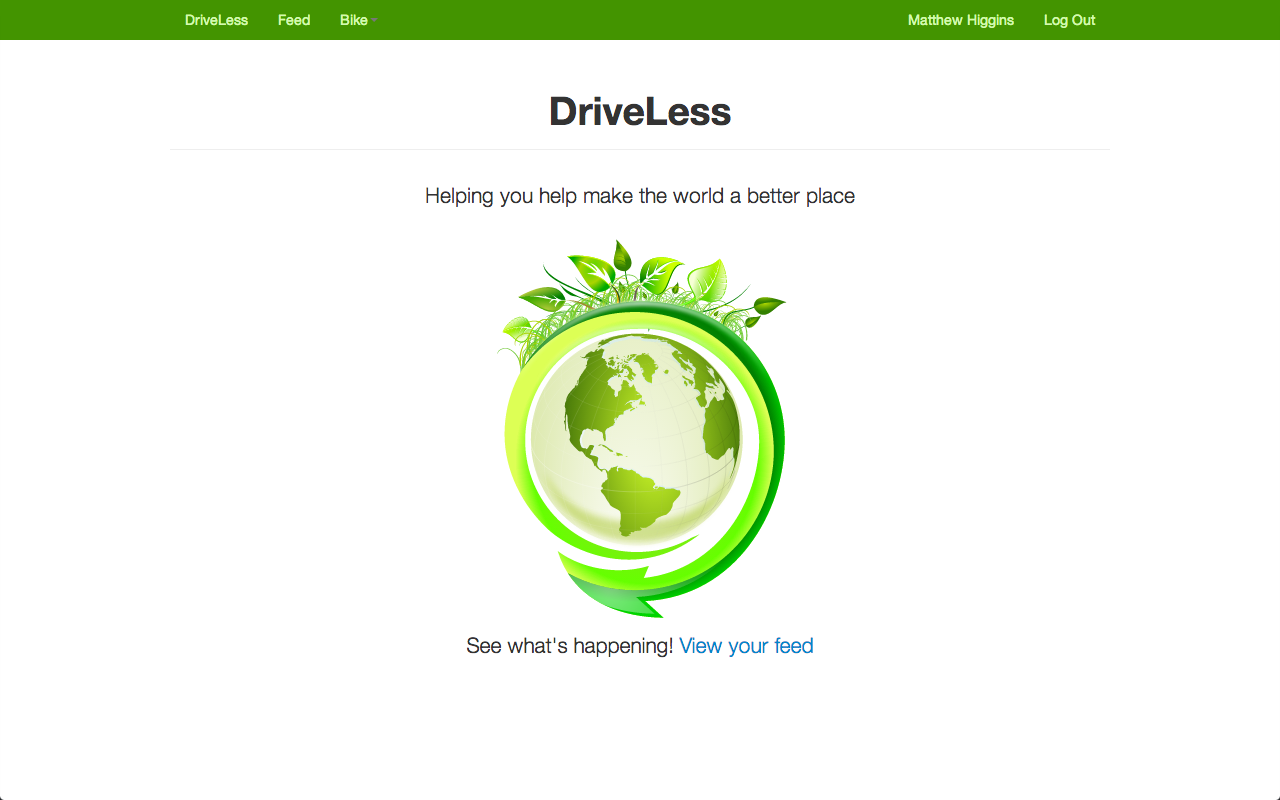 DriveLess Feed Bike Matthew Higgins Log Out
DriveLess
Helping you help make the world a better place
See what's happening! View your feed